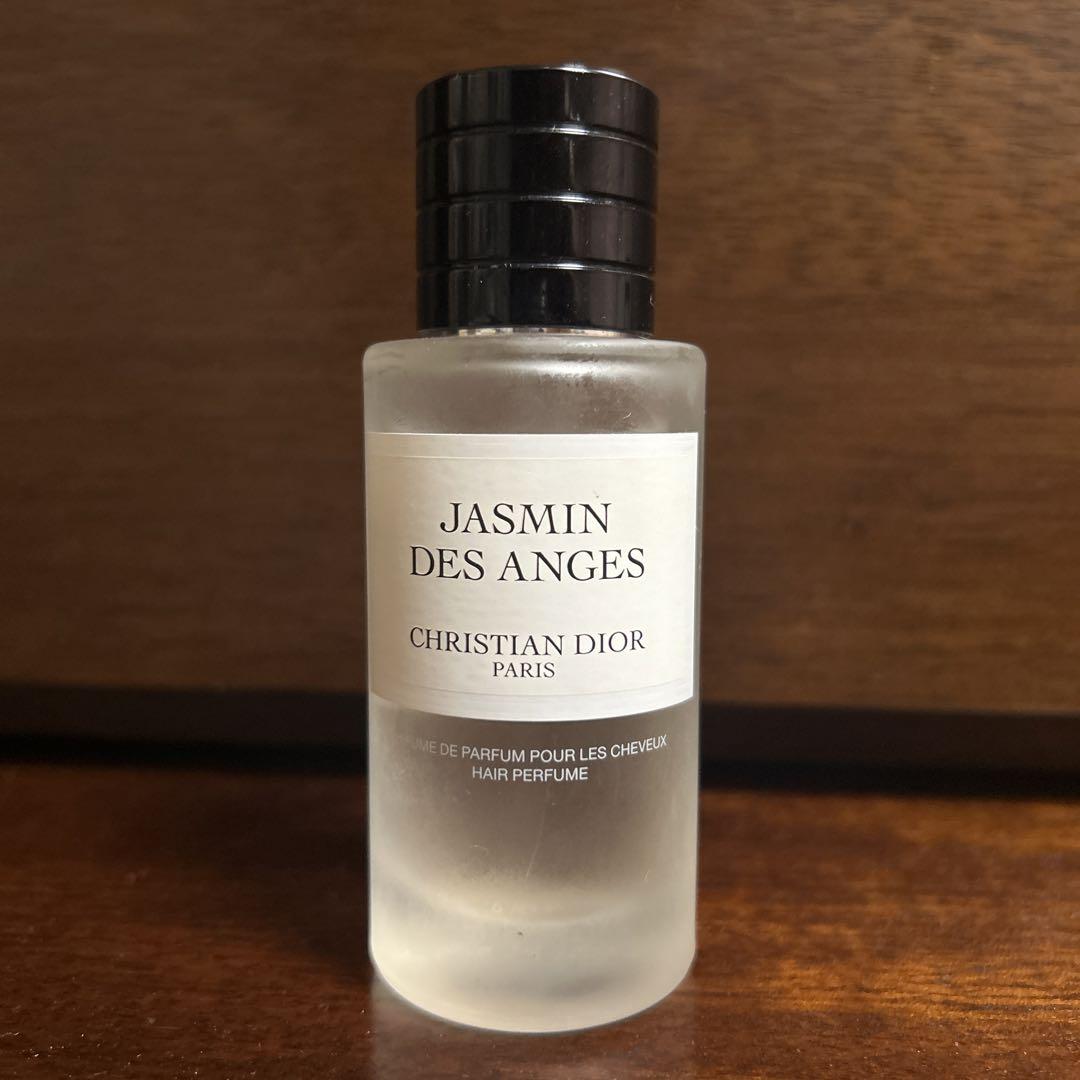 JASMIN
DES ANGES
CHRISTIAN DIOR
PARIS
DE PARFUM POUR LES CHEVEUX
HAIR PERFUME